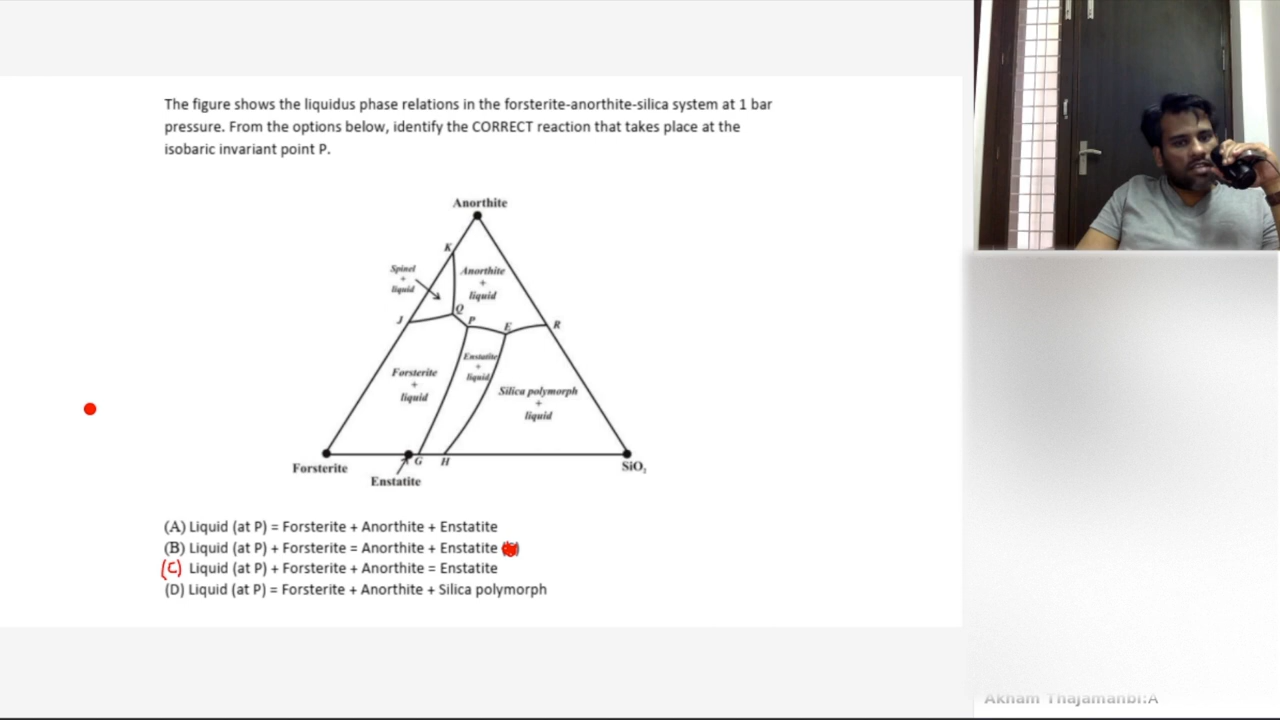 The figure shows the liquidus phase relations in the forsterite-anorthite-silica system at 1 bar
pressure. From the options below, identify the CORRECT reaction that takes place at the
isobaric invariant point P.
Anorthite
K
Spinel
+
liquid
Anorthite
+
liquid
Q
J
P
E
R
Enstatite
+
liquid
Forsterite
+
liquid
Silica polymorph
+
liquid
G
H
Forsterite
SiO₂
Enstatite
(A) Liquid (at P) = Forsterite + Anorthite + Enstatite
(B) Liquid (at P) + Forsterite = Anorthite + Enstatite
(C) Liquid (at P) + Forsterite + Anorthite = Enstatite
(D) Liquid (at P) = Forsterite + Anorthite + Silica polymorph
Akham Thajamanbi:A